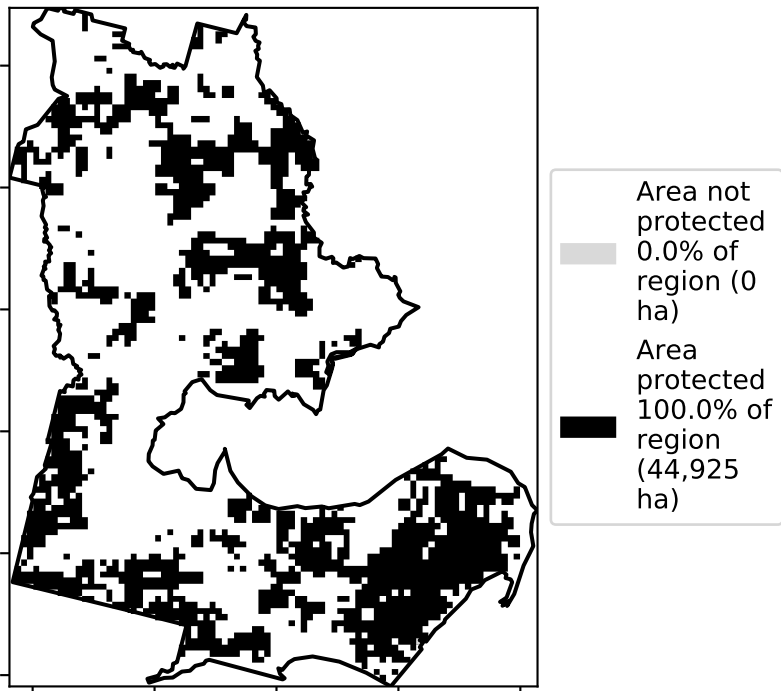 Area not
protected
0.0% of
region (0
ha)
Area
protected
100.0% of
region
(44,925
ha)